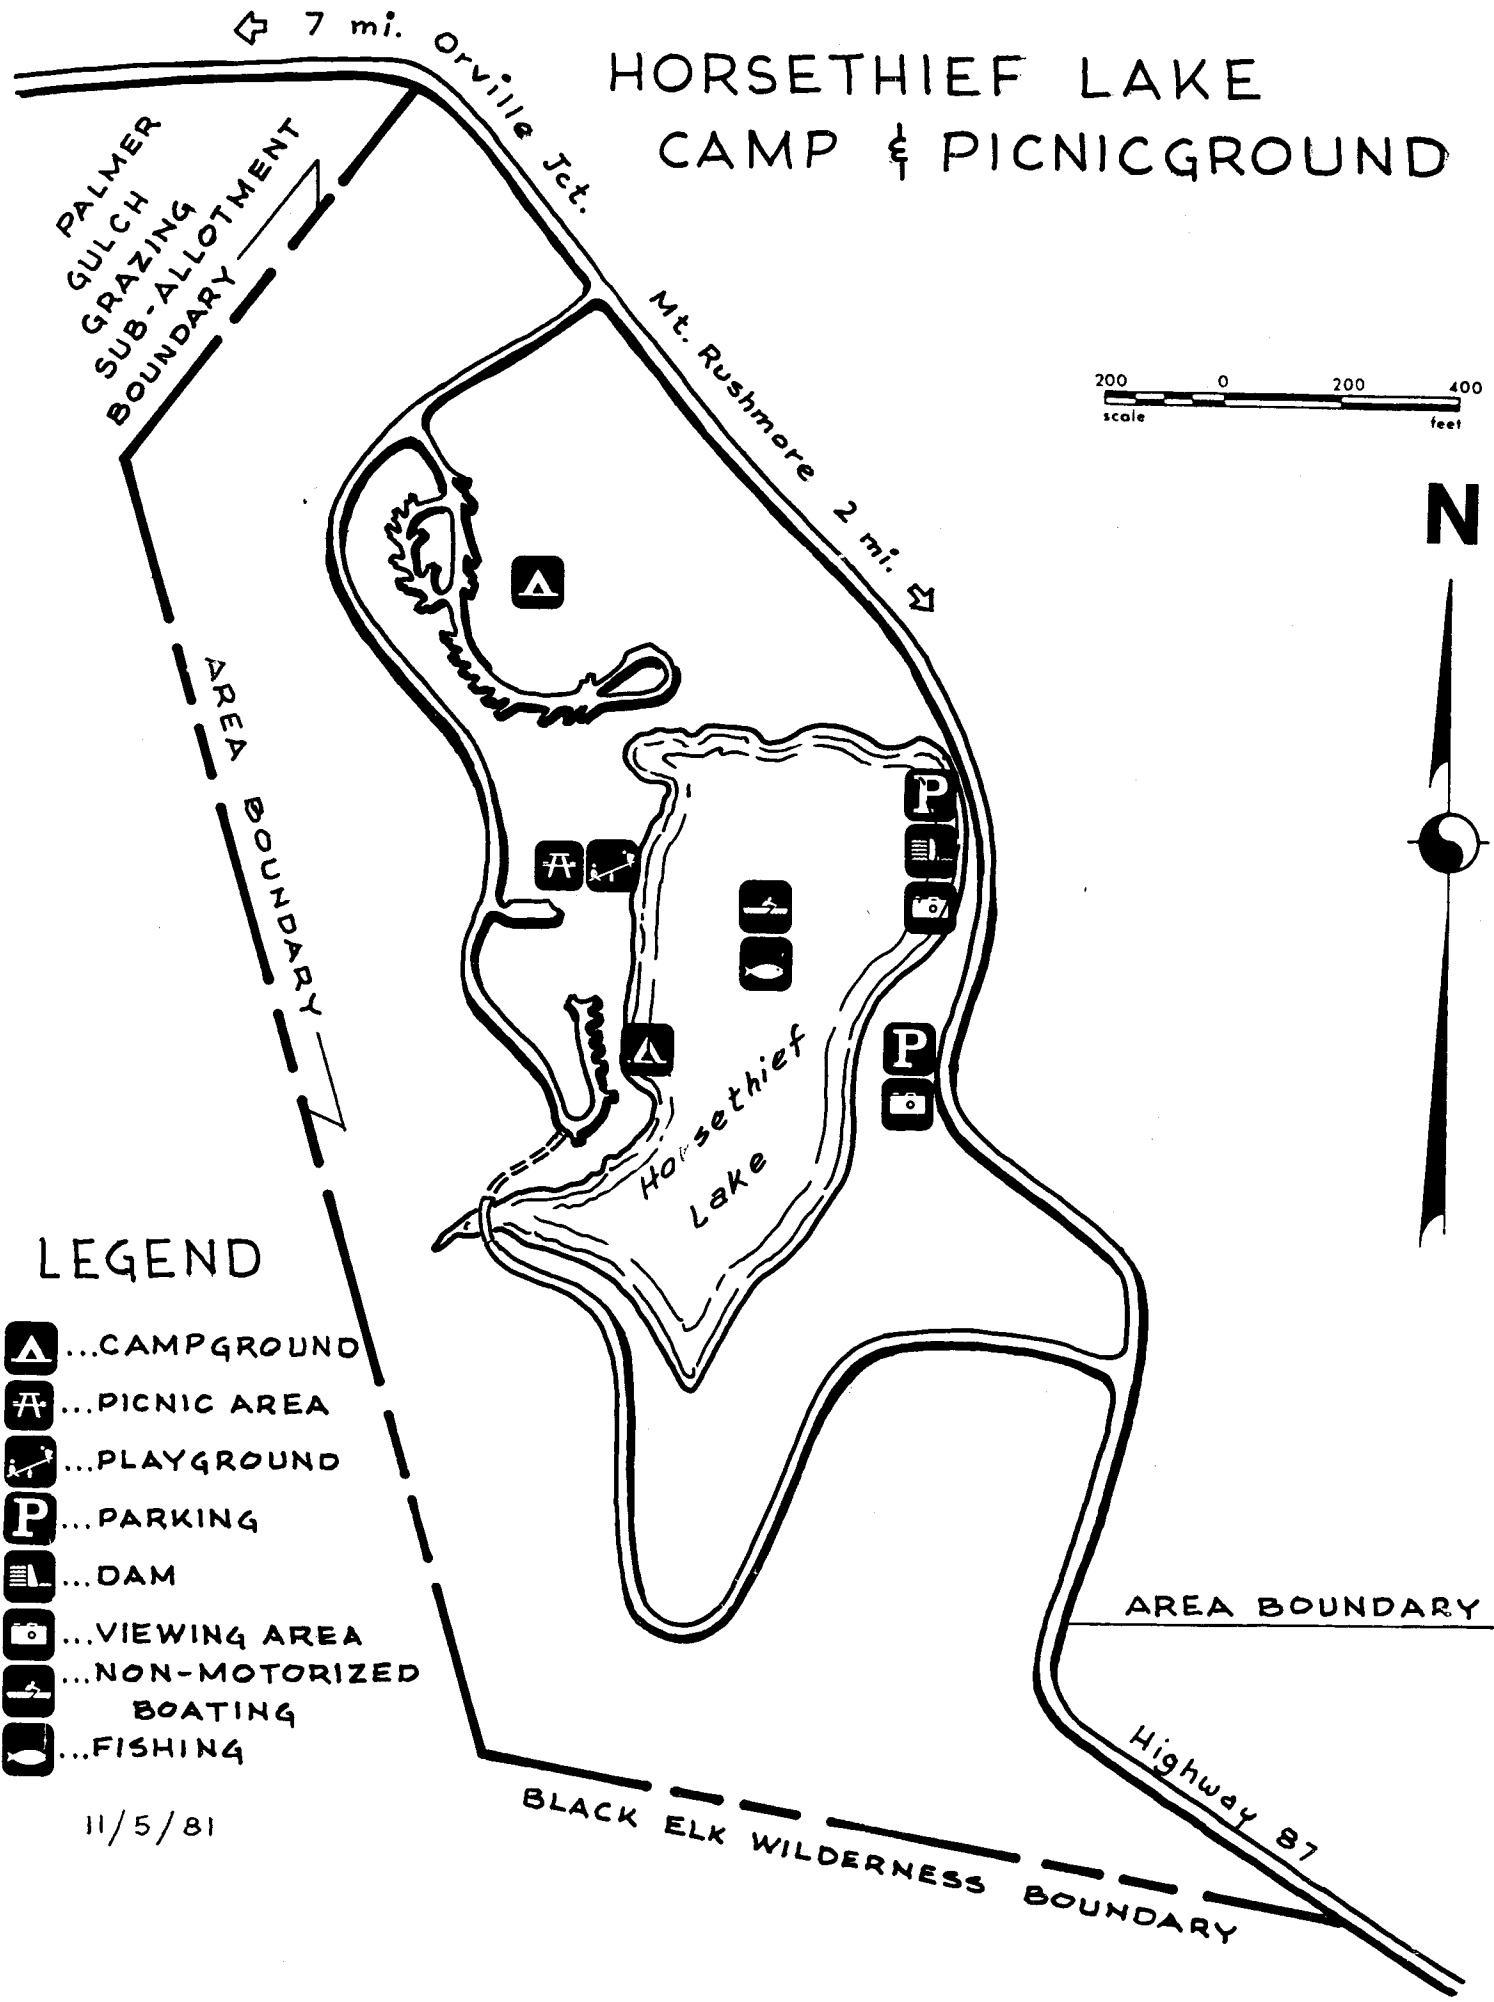 7 mi. Orville Jct.
HORSETHIEF LAKE
CAMP & PICNICGROUND
PALMER
GULCH
GRAZING
SUB-ALLOTMENT
BOUNDARY
Mt. Rushmore 2 mi.
200 0 200 400
scale feet
N
AREA BOUNDARY
P
P
Horsethief
Lake
LEGEND
...CAMPGROUND
...PICNIC AREA
...PLAYGROUND
P...PARKING
...DAM
...VIEWING AREA
...NON-MOTORIZED
BOATING
...FISHING
11/5/81
AREA BOUNDARY
Highway 87
BLACK ELK WILDERNESS BOUNDARY